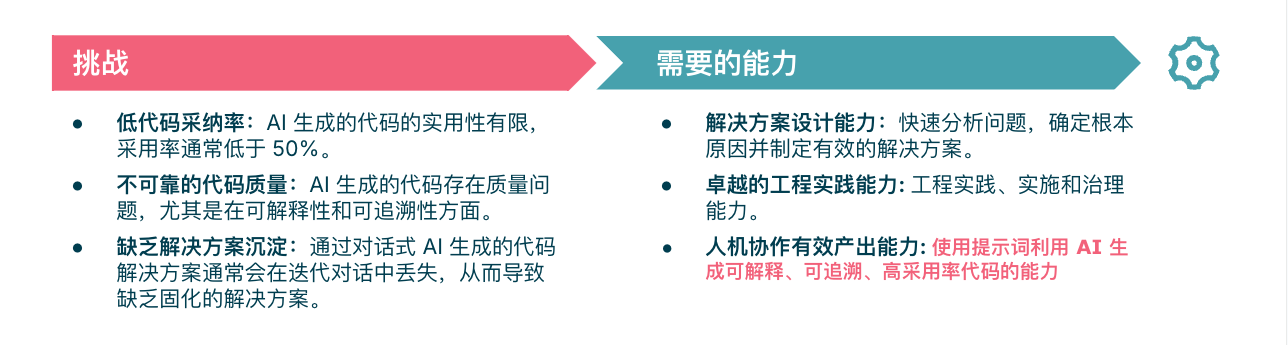 挑战
● 低代码采纳率：AI 生成的代码的实用性有限，
采用率通常低于 50%。
● 不可靠的代码质量：AI 生成的代码存在质量问
题，尤其是在可解释性和可追溯性方面。
● 缺乏解决方案沉淀：通过对话式 AI 生成的代码
解决方案通常会在迭代对话中丢失，从而导致
缺乏固化的解决方案。
需要的能力
● 解决方案设计能力：快速分析问题，确定根本
原因并制定有效的解决方案。
● 卓越的工程实践能力: 工程实践、实施和治理
能力。
● 人机协作有效产出能力: 使用提示词利用 AI 生
成可解释、可追溯、高采用率代码的能力